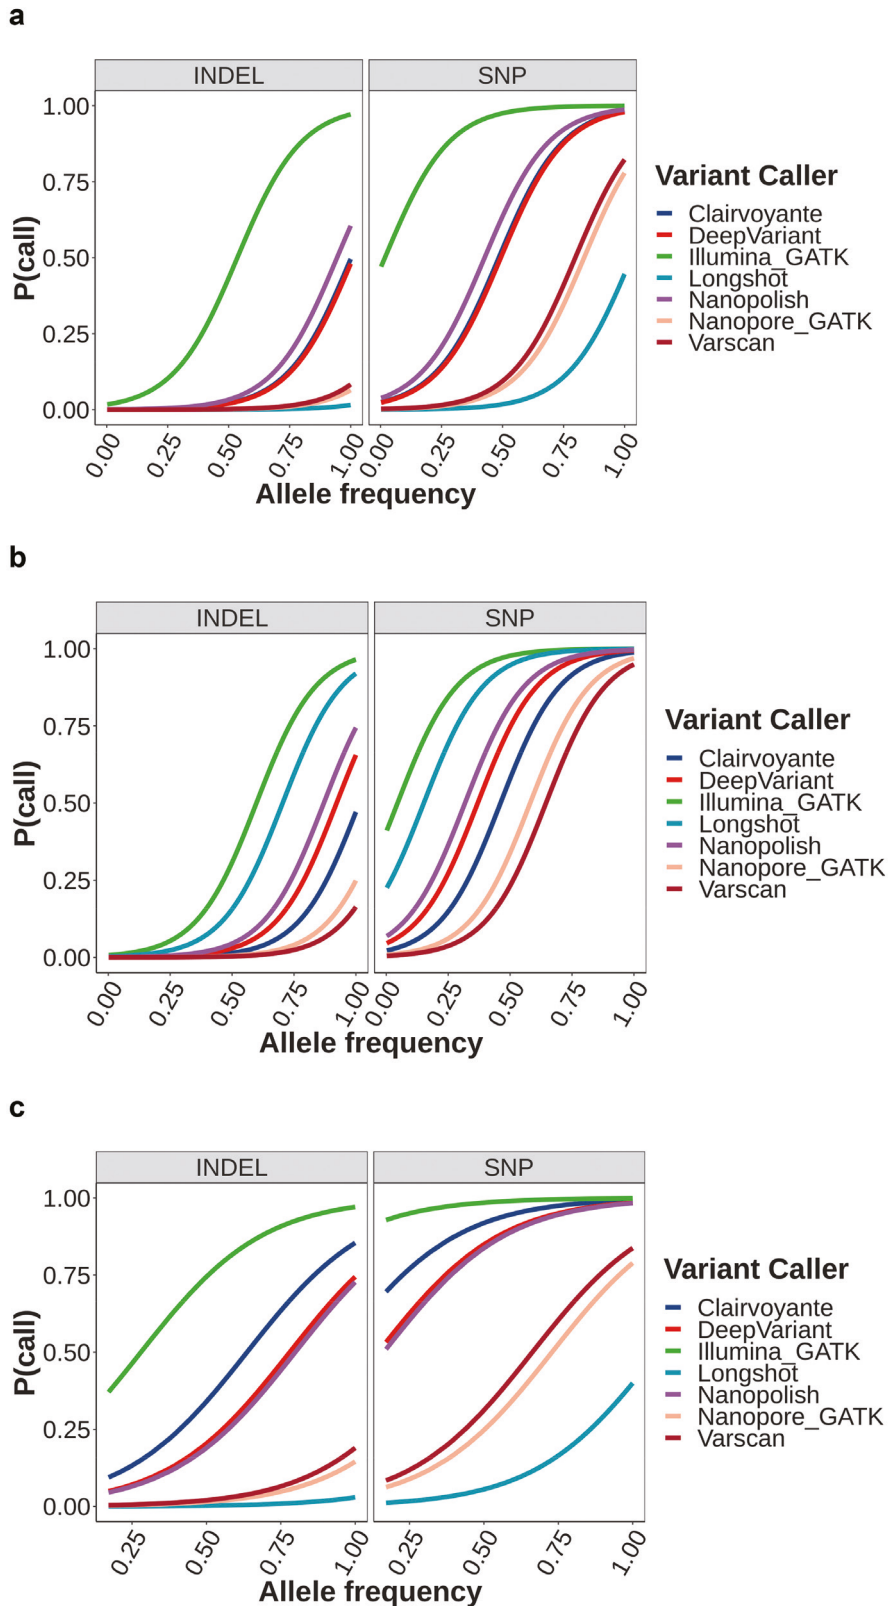 a
INDEL SNP
1.00
0.75
0.50
0.25
0.00
P(call)
0.00 0.25 0.50 0.75 1.00 0.00 0.25 0.50 0.75 1.00
Allele frequency
Variant Caller
Clairvoyante
DeepVariant
Illumina_GATK
Longshot
Nanopolish
Nanopore_GATK
Varscan
b
INDEL SNP
1.00
0.75
0.50
0.25
0.00
P(call)
0.00 0.25 0.50 0.75 1.00 0.00 0.25 0.50 0.75 1.00
Allele frequency
Variant Caller
Clairvoyante
DeepVariant
Illumina_GATK
Longshot
Nanopolish
Nanopore_GATK
Varscan
c
INDEL SNP
1.00
0.75
0.50
0.25
0.00
P(call)
0.25 0.50 0.75 1.00 0.25 0.50 0.75 1.00
Allele frequency
Variant Caller
Clairvoyante
DeepVariant
Illumina_GATK
Longshot
Nanopolish
Nanopore_GATK
Varscan